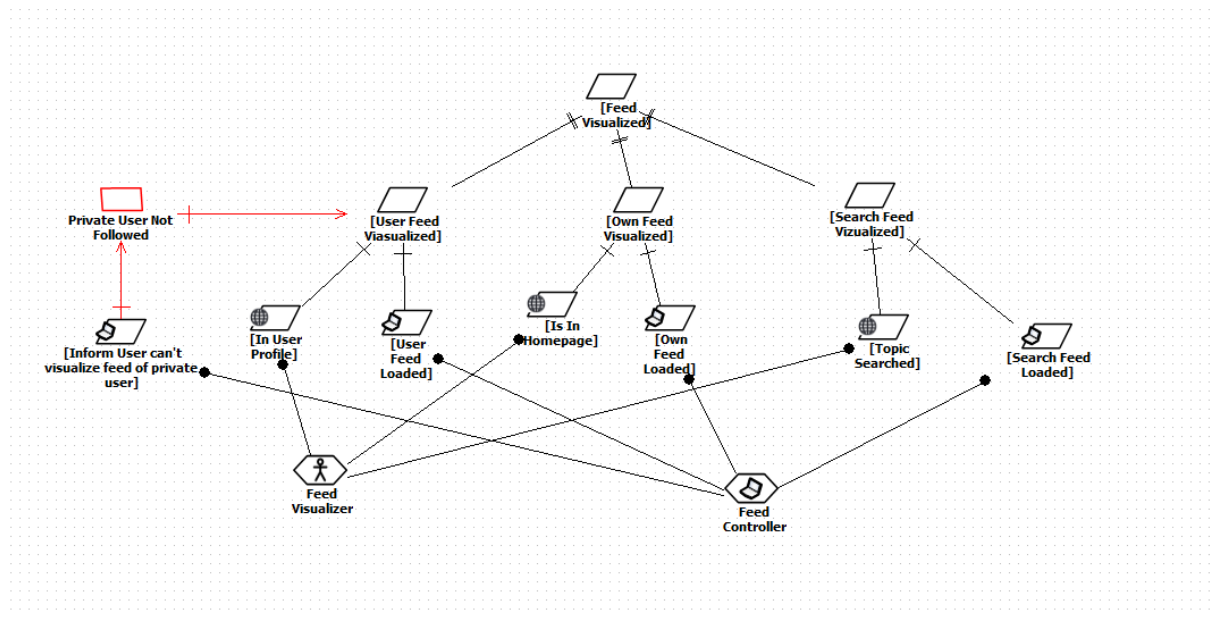 [Feed
Visualized]
Private User Not
Followed
[User Feed
Viasualized]
[Own Feed
Visualized]
[Search Feed
Vizualized]
[Inform User can't
visualize feed of private
user]
[In User
Profile]
[User
Feed
Loaded]
[Is In
Homepage]
[Own
Feed
Loaded]
[Topic
Searched]
[Search Feed
Loaded]
Feed
Visualizer
Feed
Controller